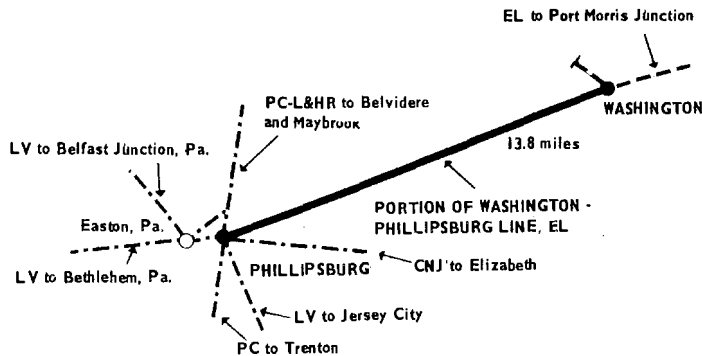 EL to Port Morris Junction
WASHINGTON
PC-L&HR to Belvidere
and Maybrook
13.8 miles
LV to Belfast Junction, Pa.
PORTION OF WASHINGTON -
PHILLIPSBURG LINE, EL
Easton, Pa.
LV to Bethlehem, Pa.
PHILLIPSBURG
CNJ to Elizabeth
LV to Jersey City
PC to Trenton